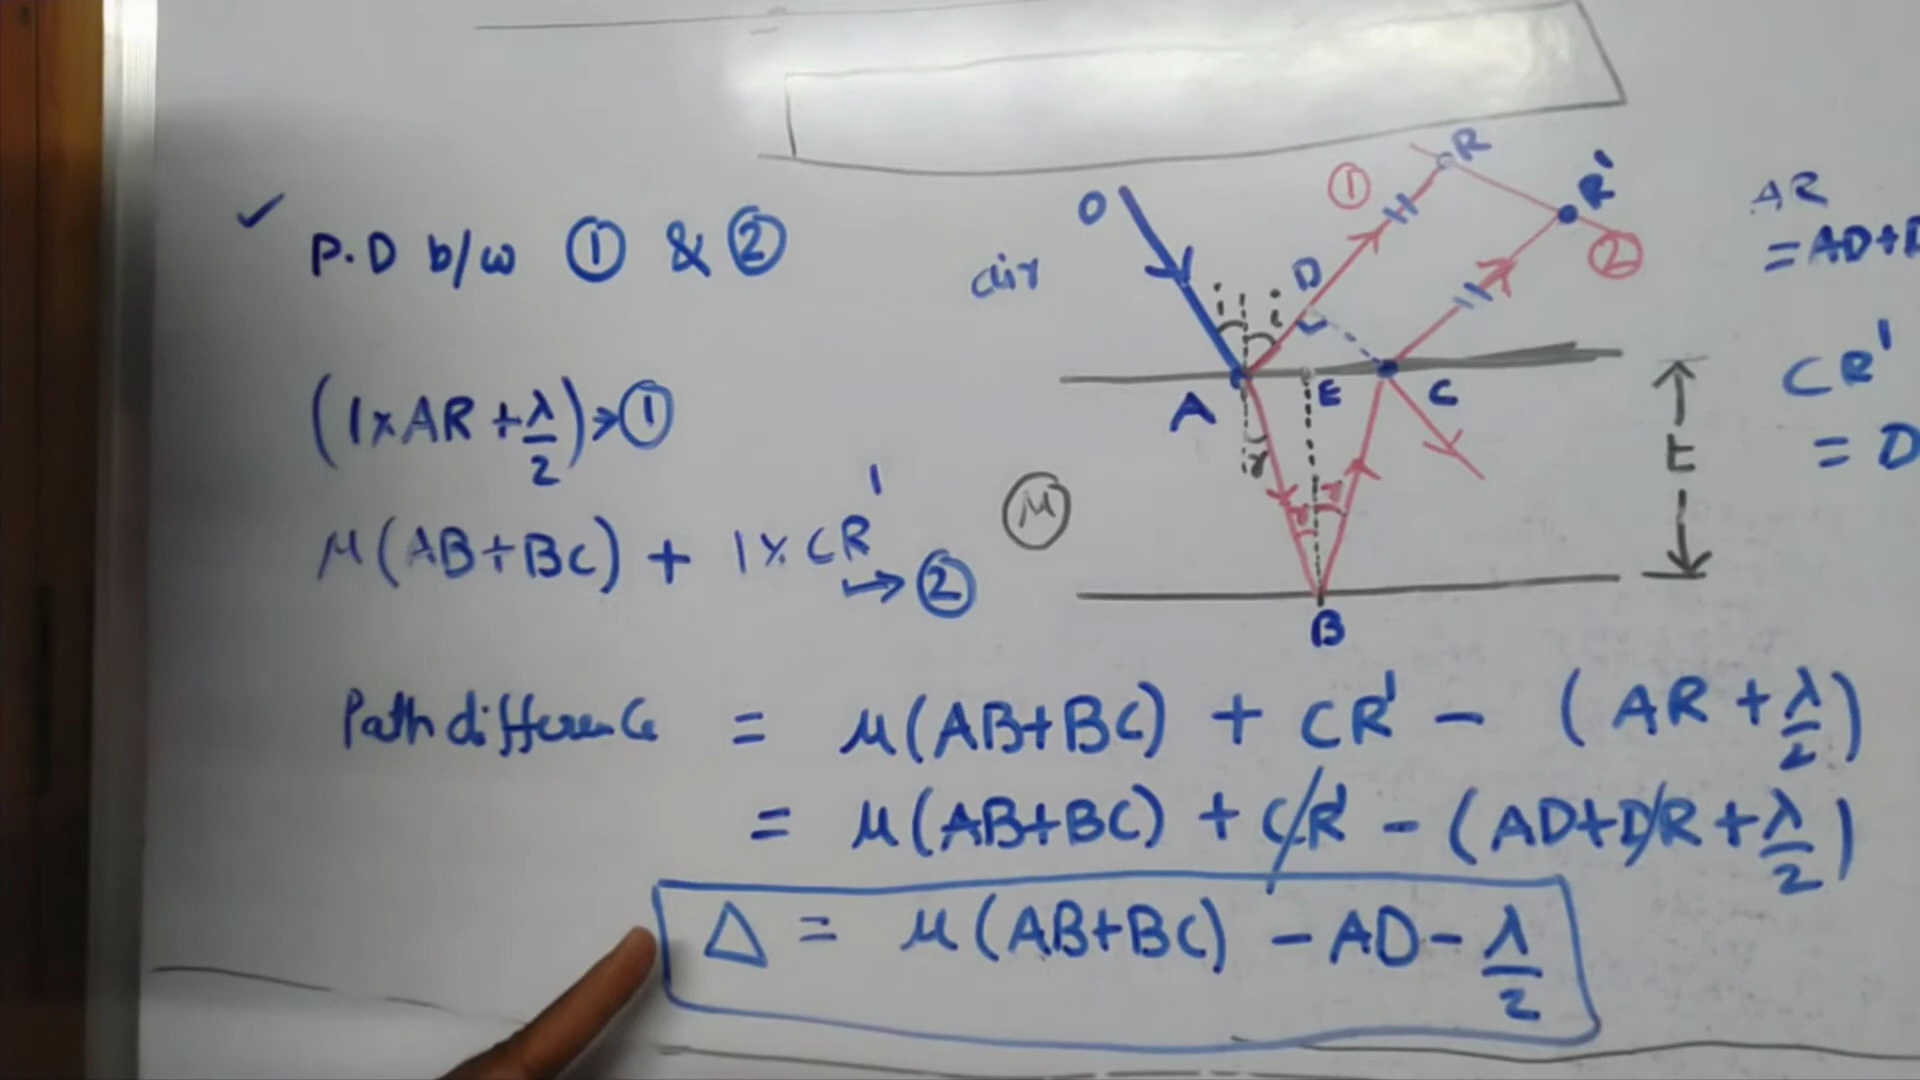 P.D b/w ① & ②
(1×AR + λ/2) → ①
μ(AB+BC) + 1×CR' → ②
O
air
i
i
D
①
R
R'
②
A
E
C
r
r
r
μ
t
B
AR
= AD+D
CR'
= D
Path difference = μ(AB+BC) + CR' - (AR + λ/2)
= μ(AB+BC) + CR' - (AD+DR + λ/2)
Δ = μ(AB+BC) - AD - λ/2